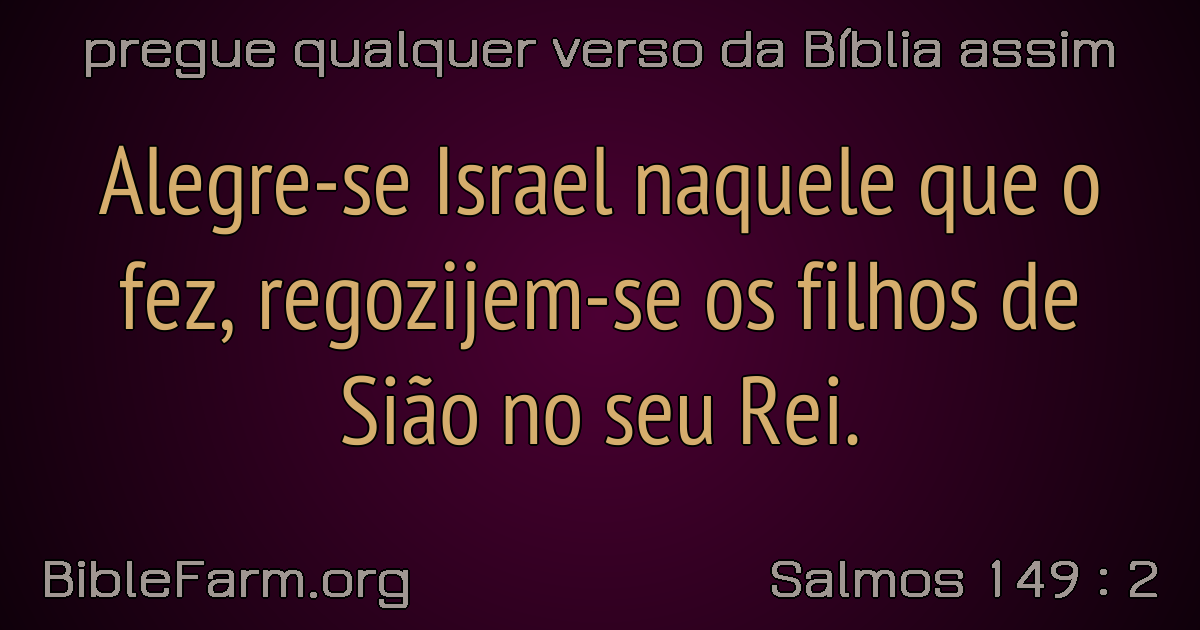 pregue qualquer verso da Bíblia assim
Alegre-se Israel naquele que o
fez, regozijem-se os filhos de
Sião no seu Rei.
BibleFarm.org
Salmos 149 : 2